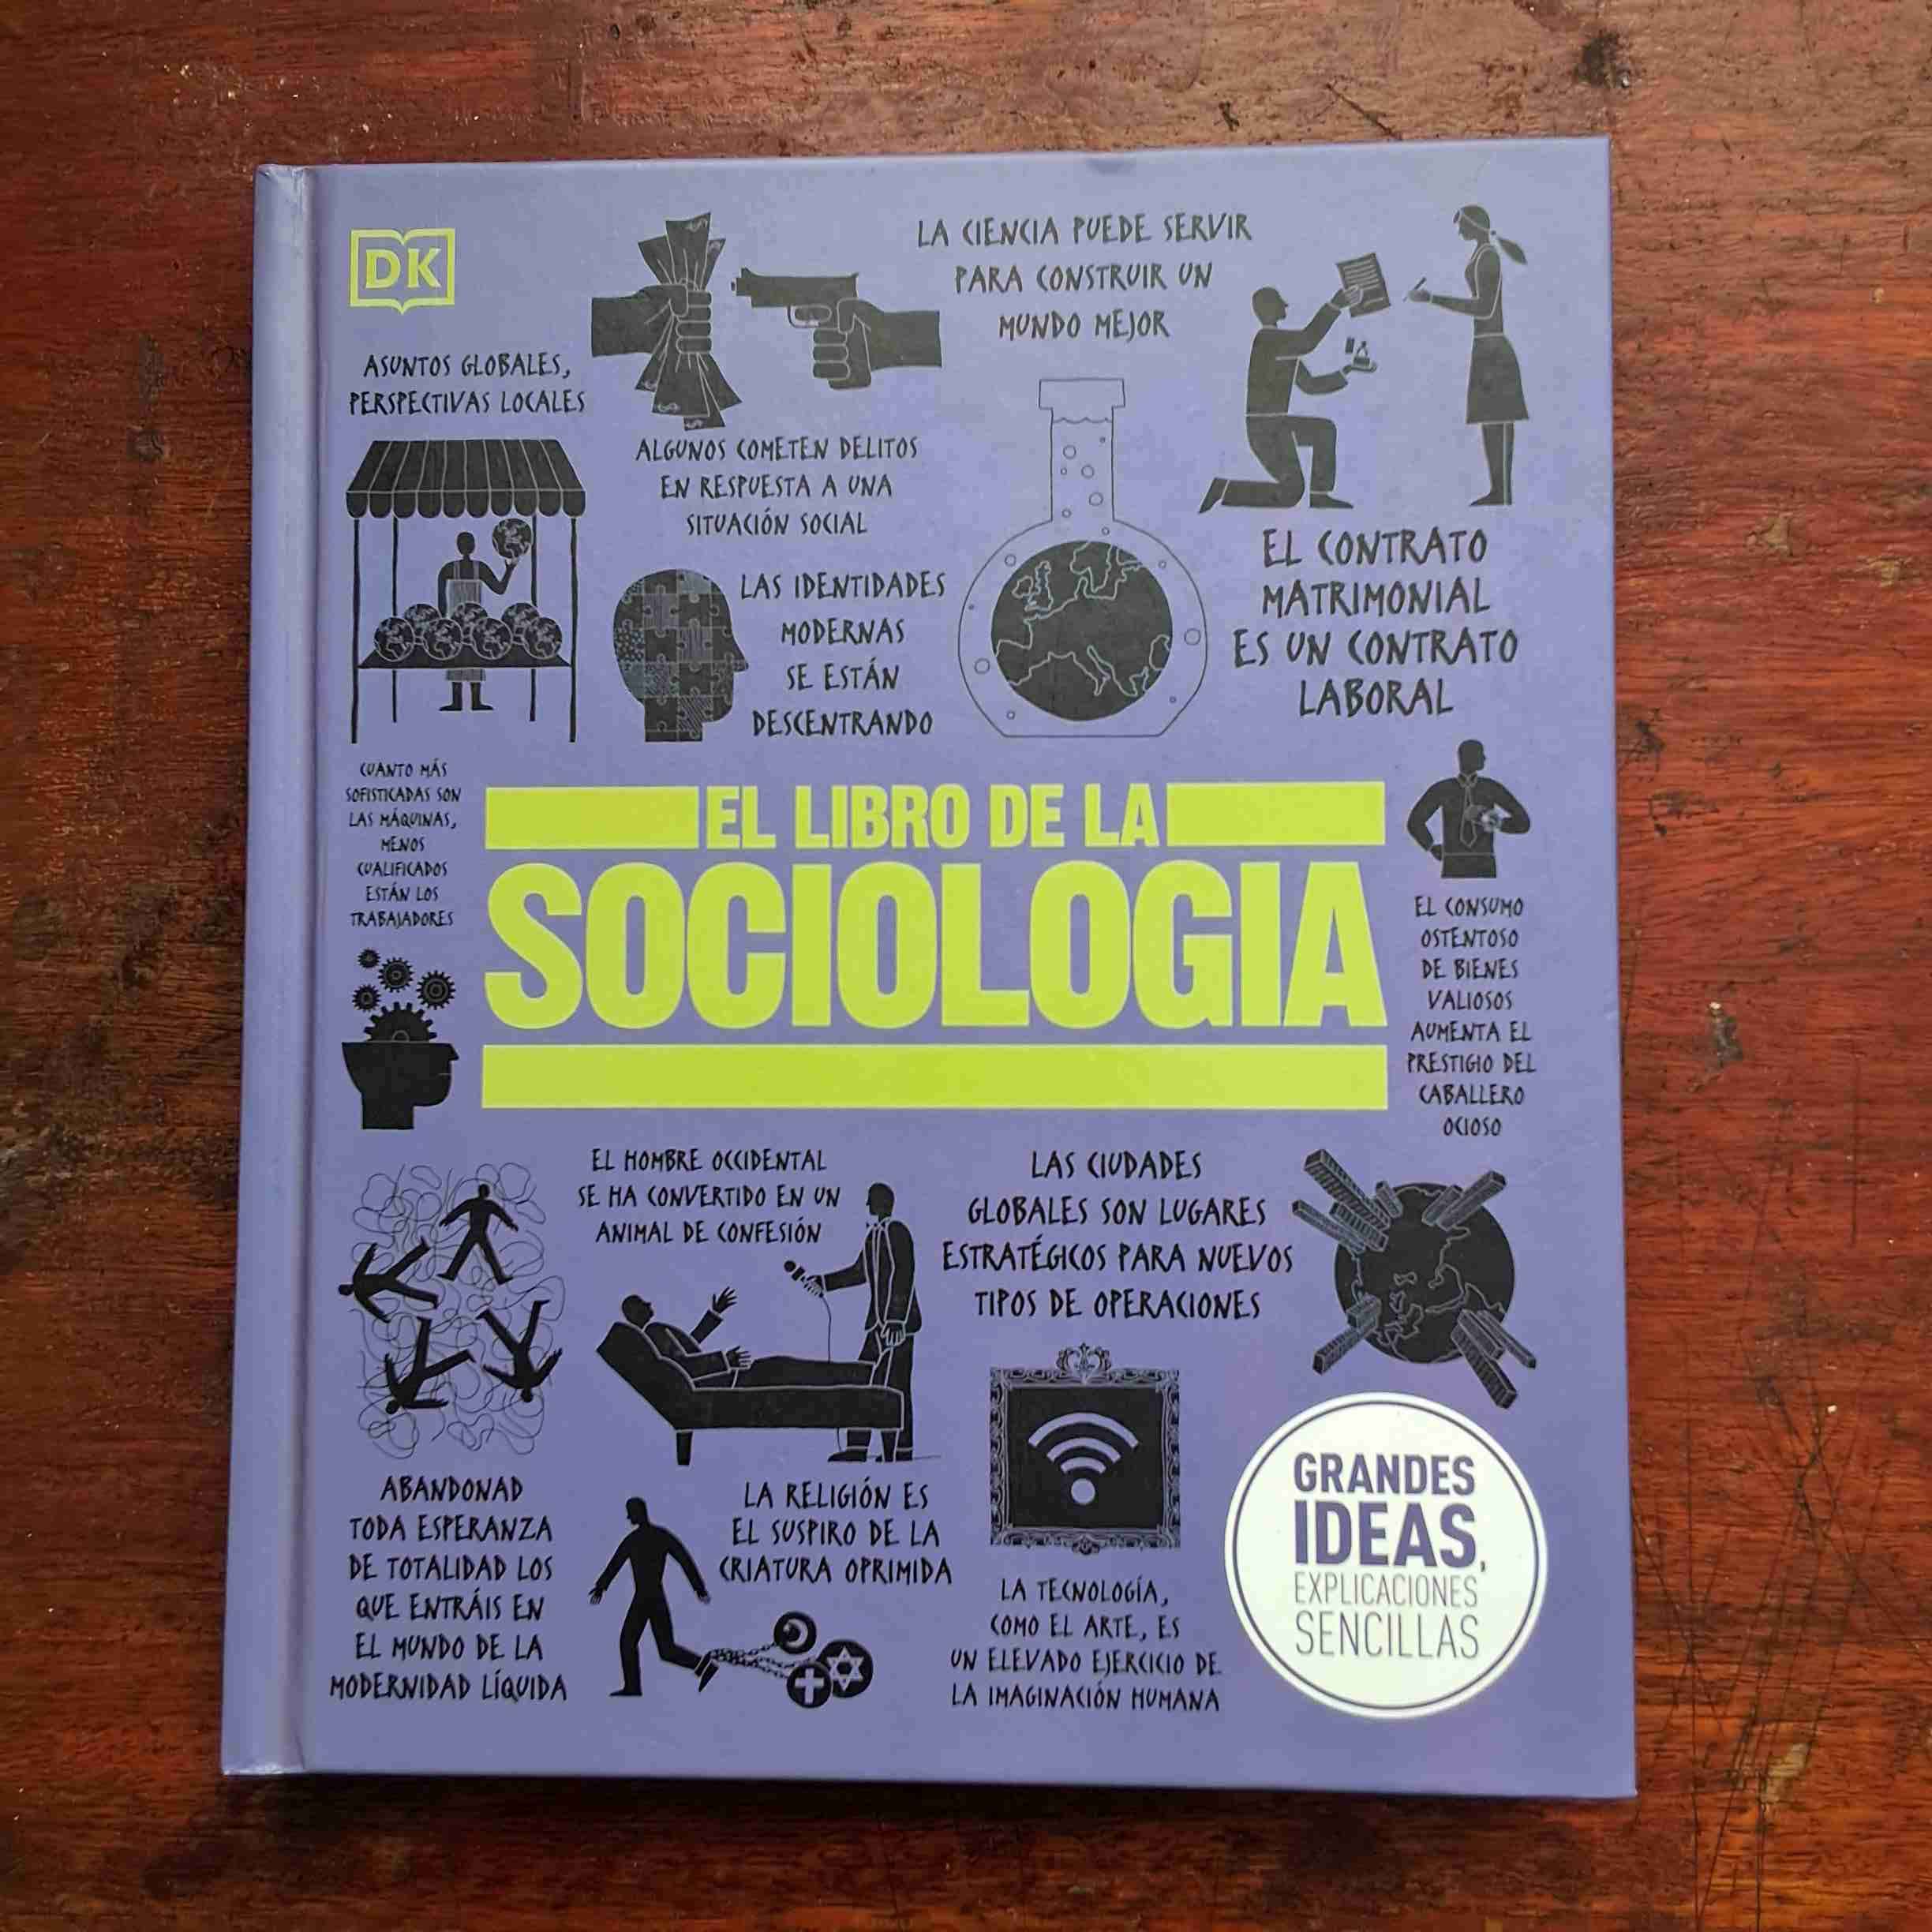 DK
ASUNTOS GLOBALES,
PERSPECTIVAS LOCALES
ALGUNOS COMETEN DELITOS
EN RESPUESTA A UNA
SITUACIÓN SOCIAL
LA CIENCIA PUEDE SERVIR
PARA CONSTRUIR UN
MUNDO MEJOR
EL CONTRATO
MATRIMONIAL
ES UN CONTRATO
LABORAL
LAS IDENTIDADES
MODERNAS
SE ESTÁN
DESCENTRANDO
CUANTO MÁS
SOFISTICADAS SON
LAS MÁQUINAS,
MENOS
CUALIFICADOS
ESTÁN LOS
TRABAJADORES
EL LIBRO DE LA
SOCIOLOGIA
EL CONSUMO
OSTENTOSO
DE BIENES
VALIOSOS
AUMENTA EL
PRESTIGIO DEL
CABALLERO
OCIOSO
EL HOMBRE OCCIDENTAL
SE HA CONVERTIDO EN UN
ANIMAL DE CONFESIÓN
LAS CIUDADES
GLOBALES SON LUGARES
ESTRATÉGICOS PARA NUEVOS
TIPOS DE OPERACIONES
ABANDONAD
TODA ESPERANZA
DE TOTALIDAD LOS
QUE ENTRÁIS EN
EL MUNDO DE LA
MODERNIDAD LÍQUIDA
LA RELIGIÓN ES
EL SUSPIRO DE LA
CRIATURA OPRIMIDA
LA TECNOLOGÍA,
COMO EL ARTE, ES
UN ELEVADO EJERCICIO DE
LA IMAGINACIÓN HUMANA
GRANDES
IDEAS,
EXPLICACIONES
SENCILLAS